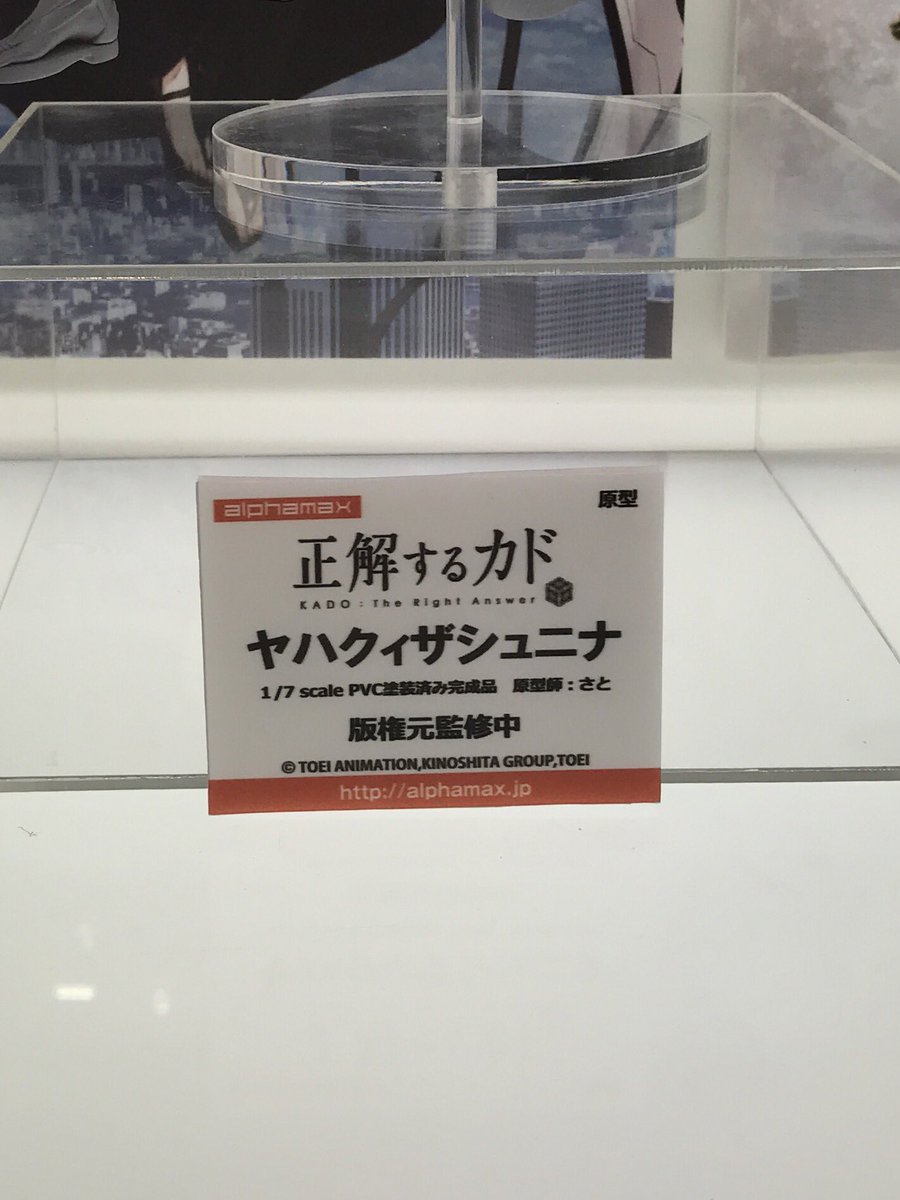 alphamax
原型
正解するカド
KADO : The Right Answer
ヤハクィザシュニナ
1/7 scale PVC塗装済み完成品　原型師：さと
版権元監修中
© TOEI ANIMATION,KINOSHITA GROUP,TOEI
http://alphamax.jp